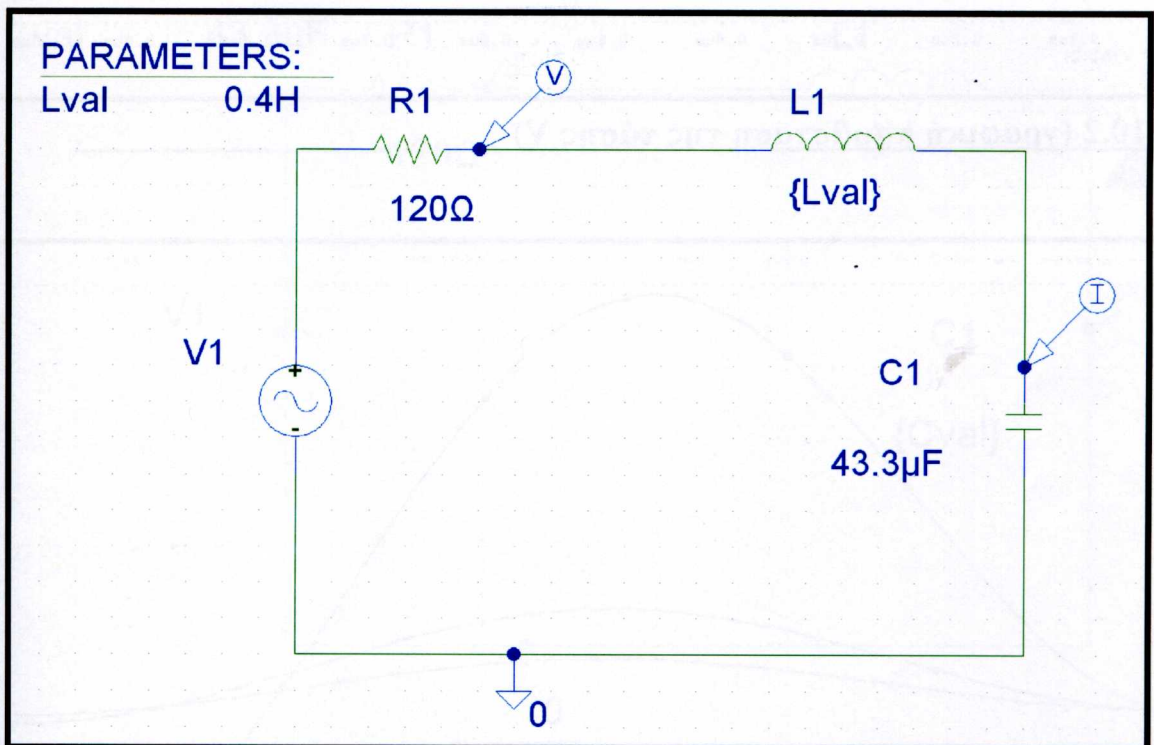 PARAMETERS:
Lval 0.4H
R1
V
L1
120Ω
{Lval}
I
V1
C1
43.3μF
+
-
0